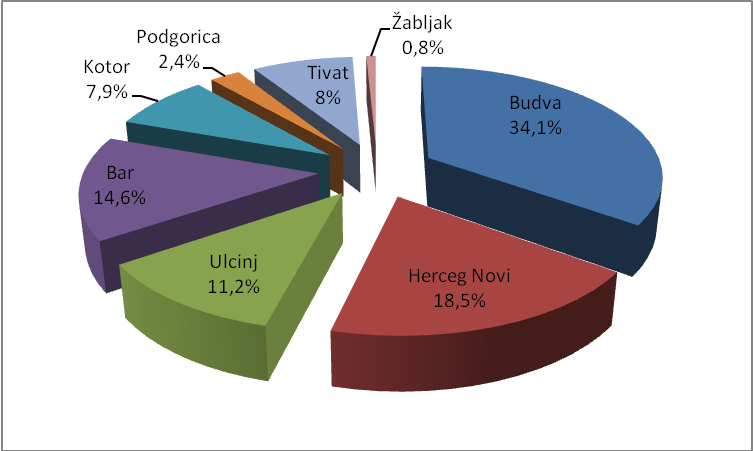 Žabljak
0,8%
Podgorica
2,4%
Tivat
8%
Kotor
7,9%
Budva
34,1%
Bar
14,6%
Ulcinj
11,2%
Herceg Novi
18,5%